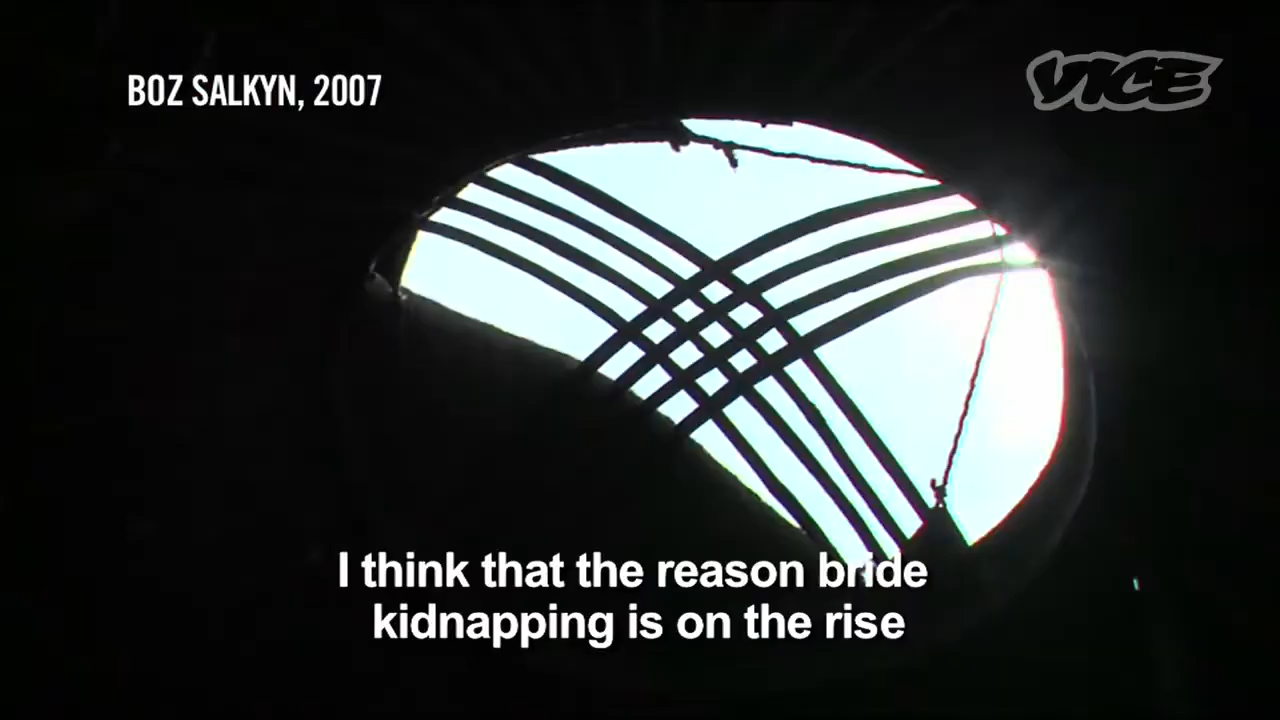 BOZ SALKYN, 2007
VICE
I think that the reason bride
kidnapping is on the rise